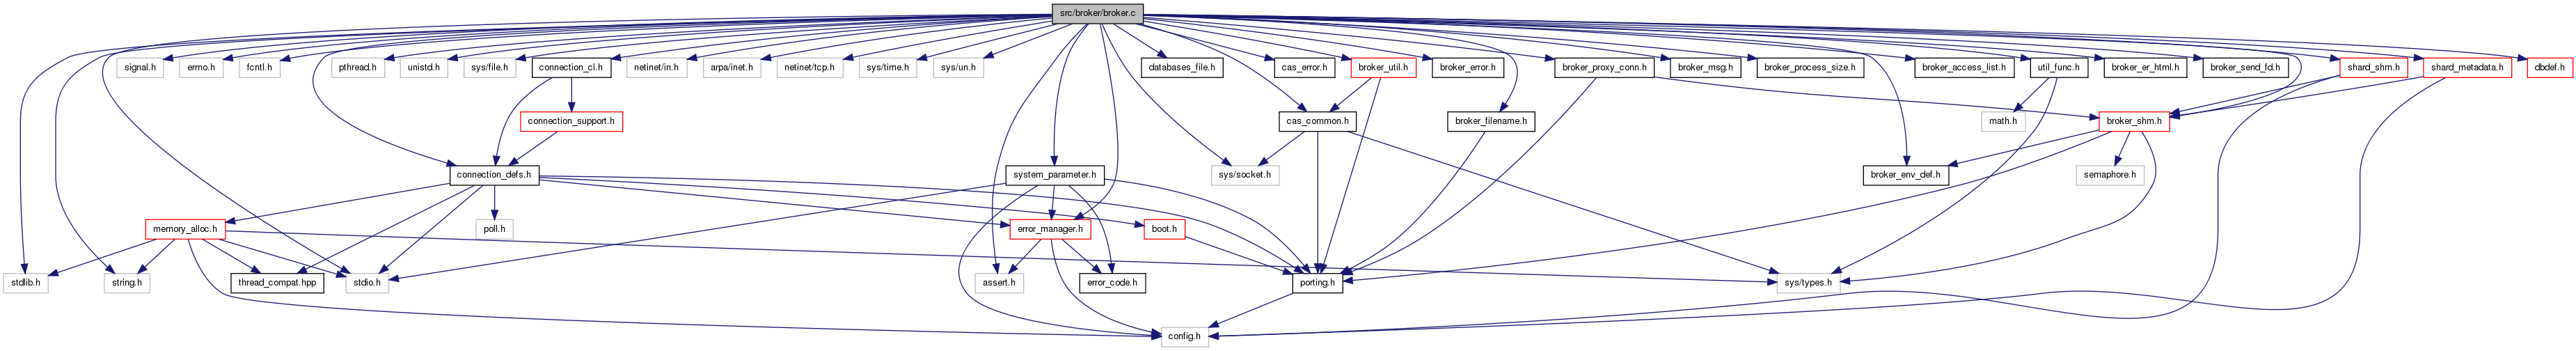 src/broker/broker.c
signal.h
errno.h
fcntl.h
pthread.h
unistd.h
sys/file.h
connection_cl.h
netinet/in.h
arpa/inet.h
netinet/tcp.h
sys/time.h
sys/un.h
databases_file.h
cas_error.h
broker_util.h
broker_error.h
broker_proxy_conn.h
broker_msg.h
broker_process_size.h
broker_access_list.h
util_func.h
broker_er_html.h
broker_send_fd.h
shard_shm.h
shard_metadata.h
dbdef.h
connection_support.h
cas_common.h
broker_filename.h
math.h
broker_shm.h
connection_defs.h
system_parameter.h
sys/socket.h
broker_env_def.h
semaphore.h
memory_alloc.h
poll.h
error_manager.h
boot.h
stdlib.h
string.h
thread_compat.hpp
stdio.h
assert.h
error_code.h
porting.h
sys/types.h
config.h